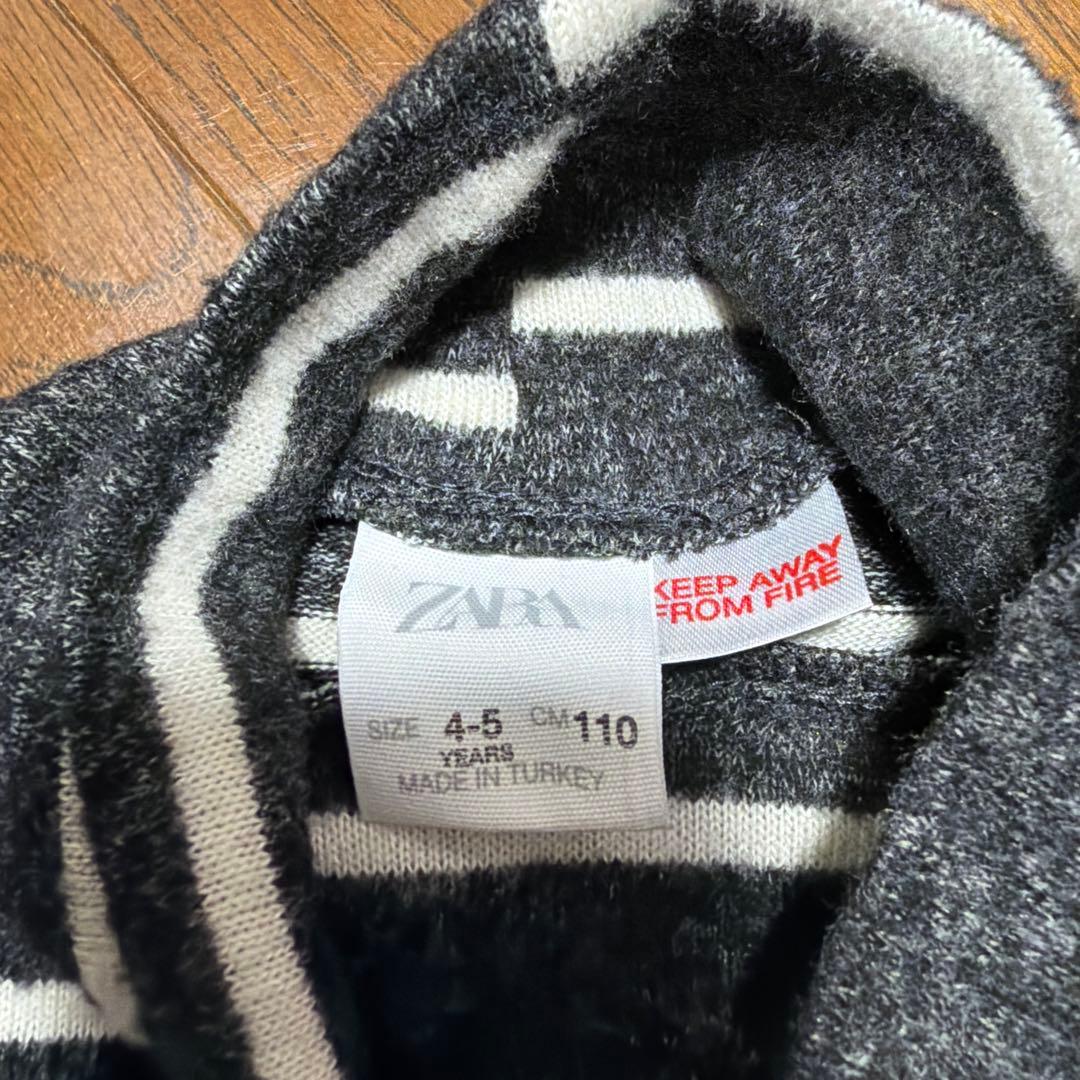 ZARA
SIZE 4-5 CM 110
YEARS
MADE IN TURKEY
KEEP AWAY
FROM FIRE